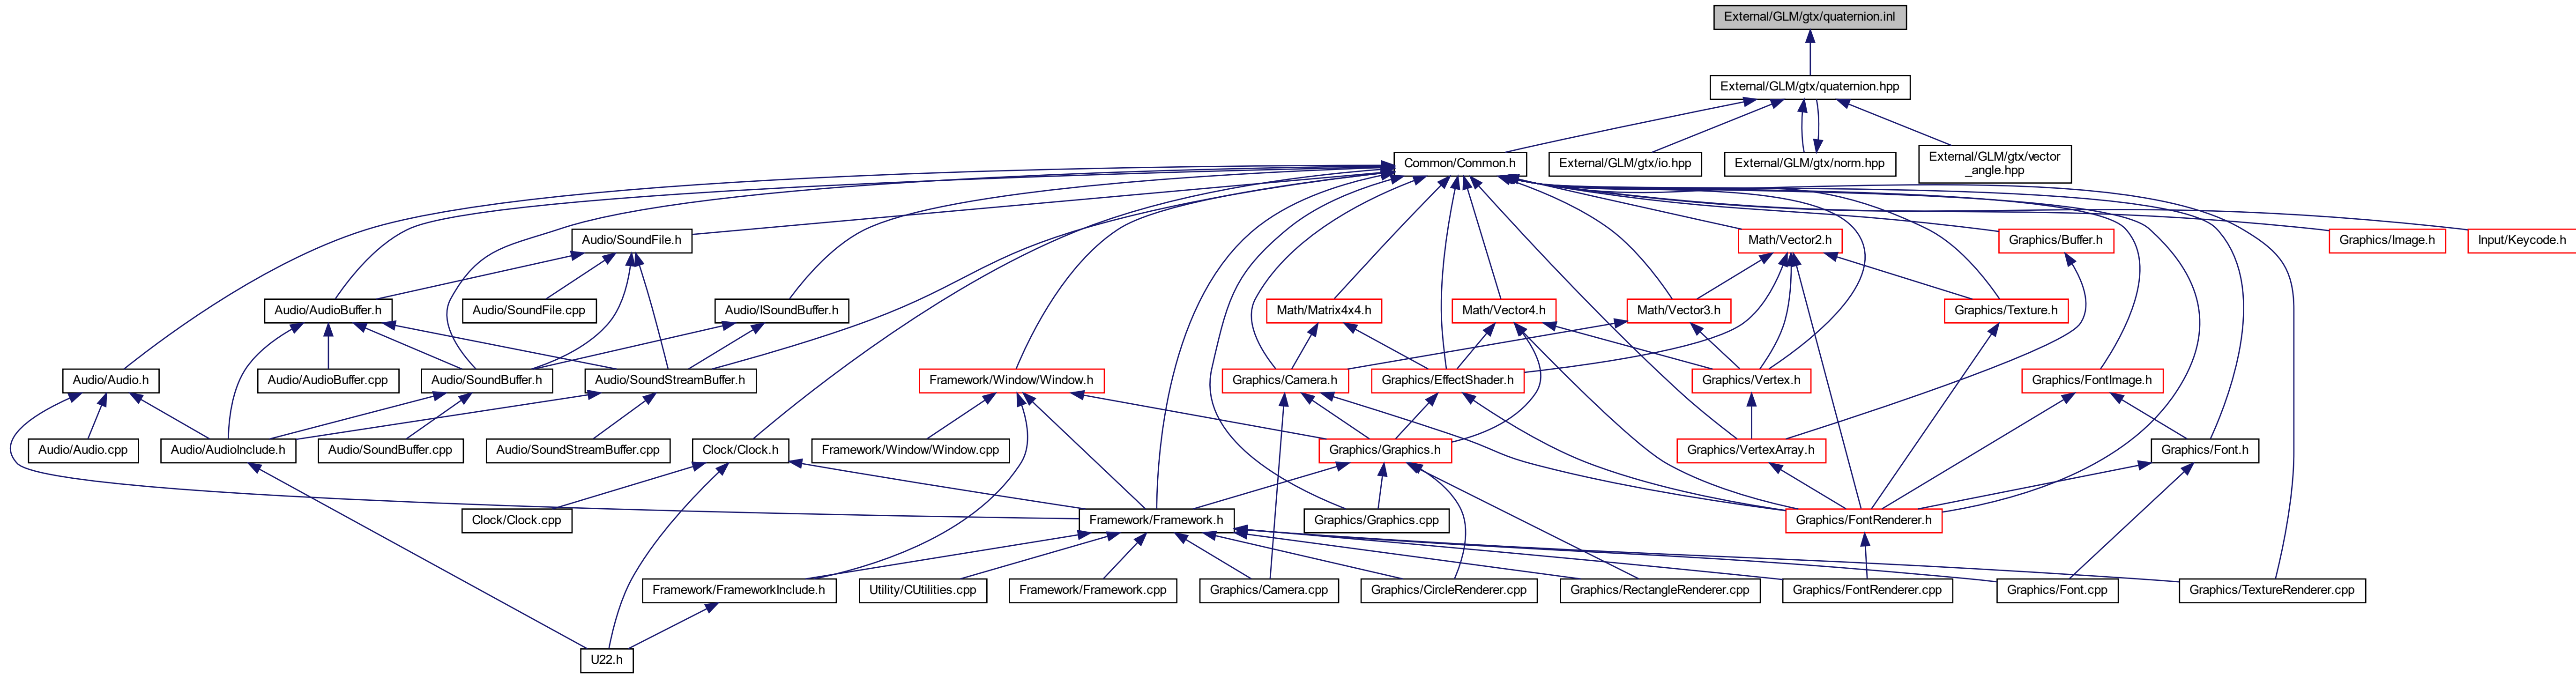 External/GLM/gtx/quaternion.inl
External/GLM/gtx/quaternion.hpp
Common/Common.h
External/GLM/gtx/io.hpp
External/GLM/gtx/norm.hpp
External/GLM/gtx/vector
_angle.hpp
Audio/SoundFile.h
Math/Vector2.h
Graphics/Buffer.h
Graphics/Image.h
Input/Keycode.h
Audio/AudioBuffer.h
Audio/SoundFile.cpp
Audio/ISoundBuffer.h
Math/Matrix4x4.h
Math/Vector4.h
Math/Vector3.h
Graphics/Texture.h
Audio/Audio.h
Audio/AudioBuffer.cpp
Audio/SoundBuffer.h
Audio/SoundStreamBuffer.h
Framework/Window/Window.h
Graphics/Camera.h
Graphics/EffectShader.h
Graphics/Vertex.h
Graphics/FontImage.h
Audio/Audio.cpp
Audio/AudioInclude.h
Audio/SoundBuffer.cpp
Audio/SoundStreamBuffer.cpp
Clock/Clock.h
Framework/Window/Window.cpp
Graphics/Graphics.h
Graphics/VertexArray.h
Graphics/Font.h
Clock/Clock.cpp
Framework/Framework.h
Graphics/Graphics.cpp
Graphics/FontRenderer.h
Framework/FrameworkInclude.h
Utility/CUtilities.cpp
Framework/Framework.cpp
Graphics/Camera.cpp
Graphics/CircleRenderer.cpp
Graphics/RectangleRenderer.cpp
Graphics/FontRenderer.cpp
Graphics/Font.cpp
Graphics/TextureRenderer.cpp
U22.h